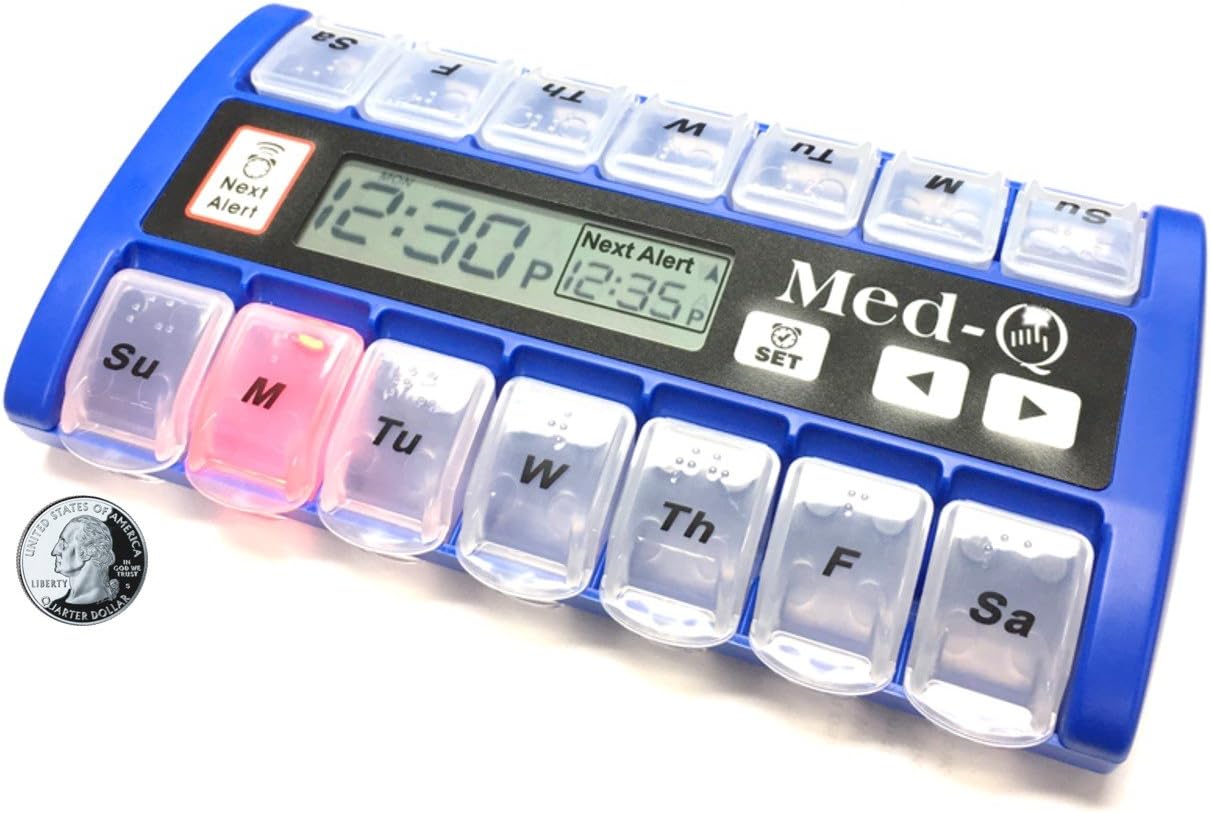 Sa
F
Th
W
Tu
M
Su
Next
Alert
MON
12:30 P
Next Alert
12:35 P
Med-Q
SET
Su
M
Tu
W
Th
F
Sa
UNITED STATES OF AMERICA
LIBERTY
IN
GOD WE
TRUST
S
QUARTER DOLLAR